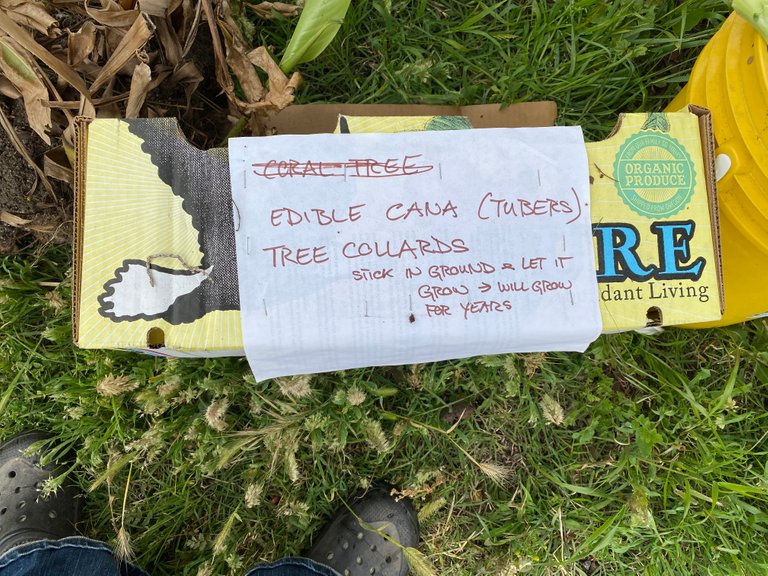 CORAL TREE
EDIBLE CANA (TUBERS)
TREE COLLARDS
STICK IN GROUND & LET IT
GROW → WILL GROW
FOR YEARS
ORGANIC
PRODUCE
RE
dant Living